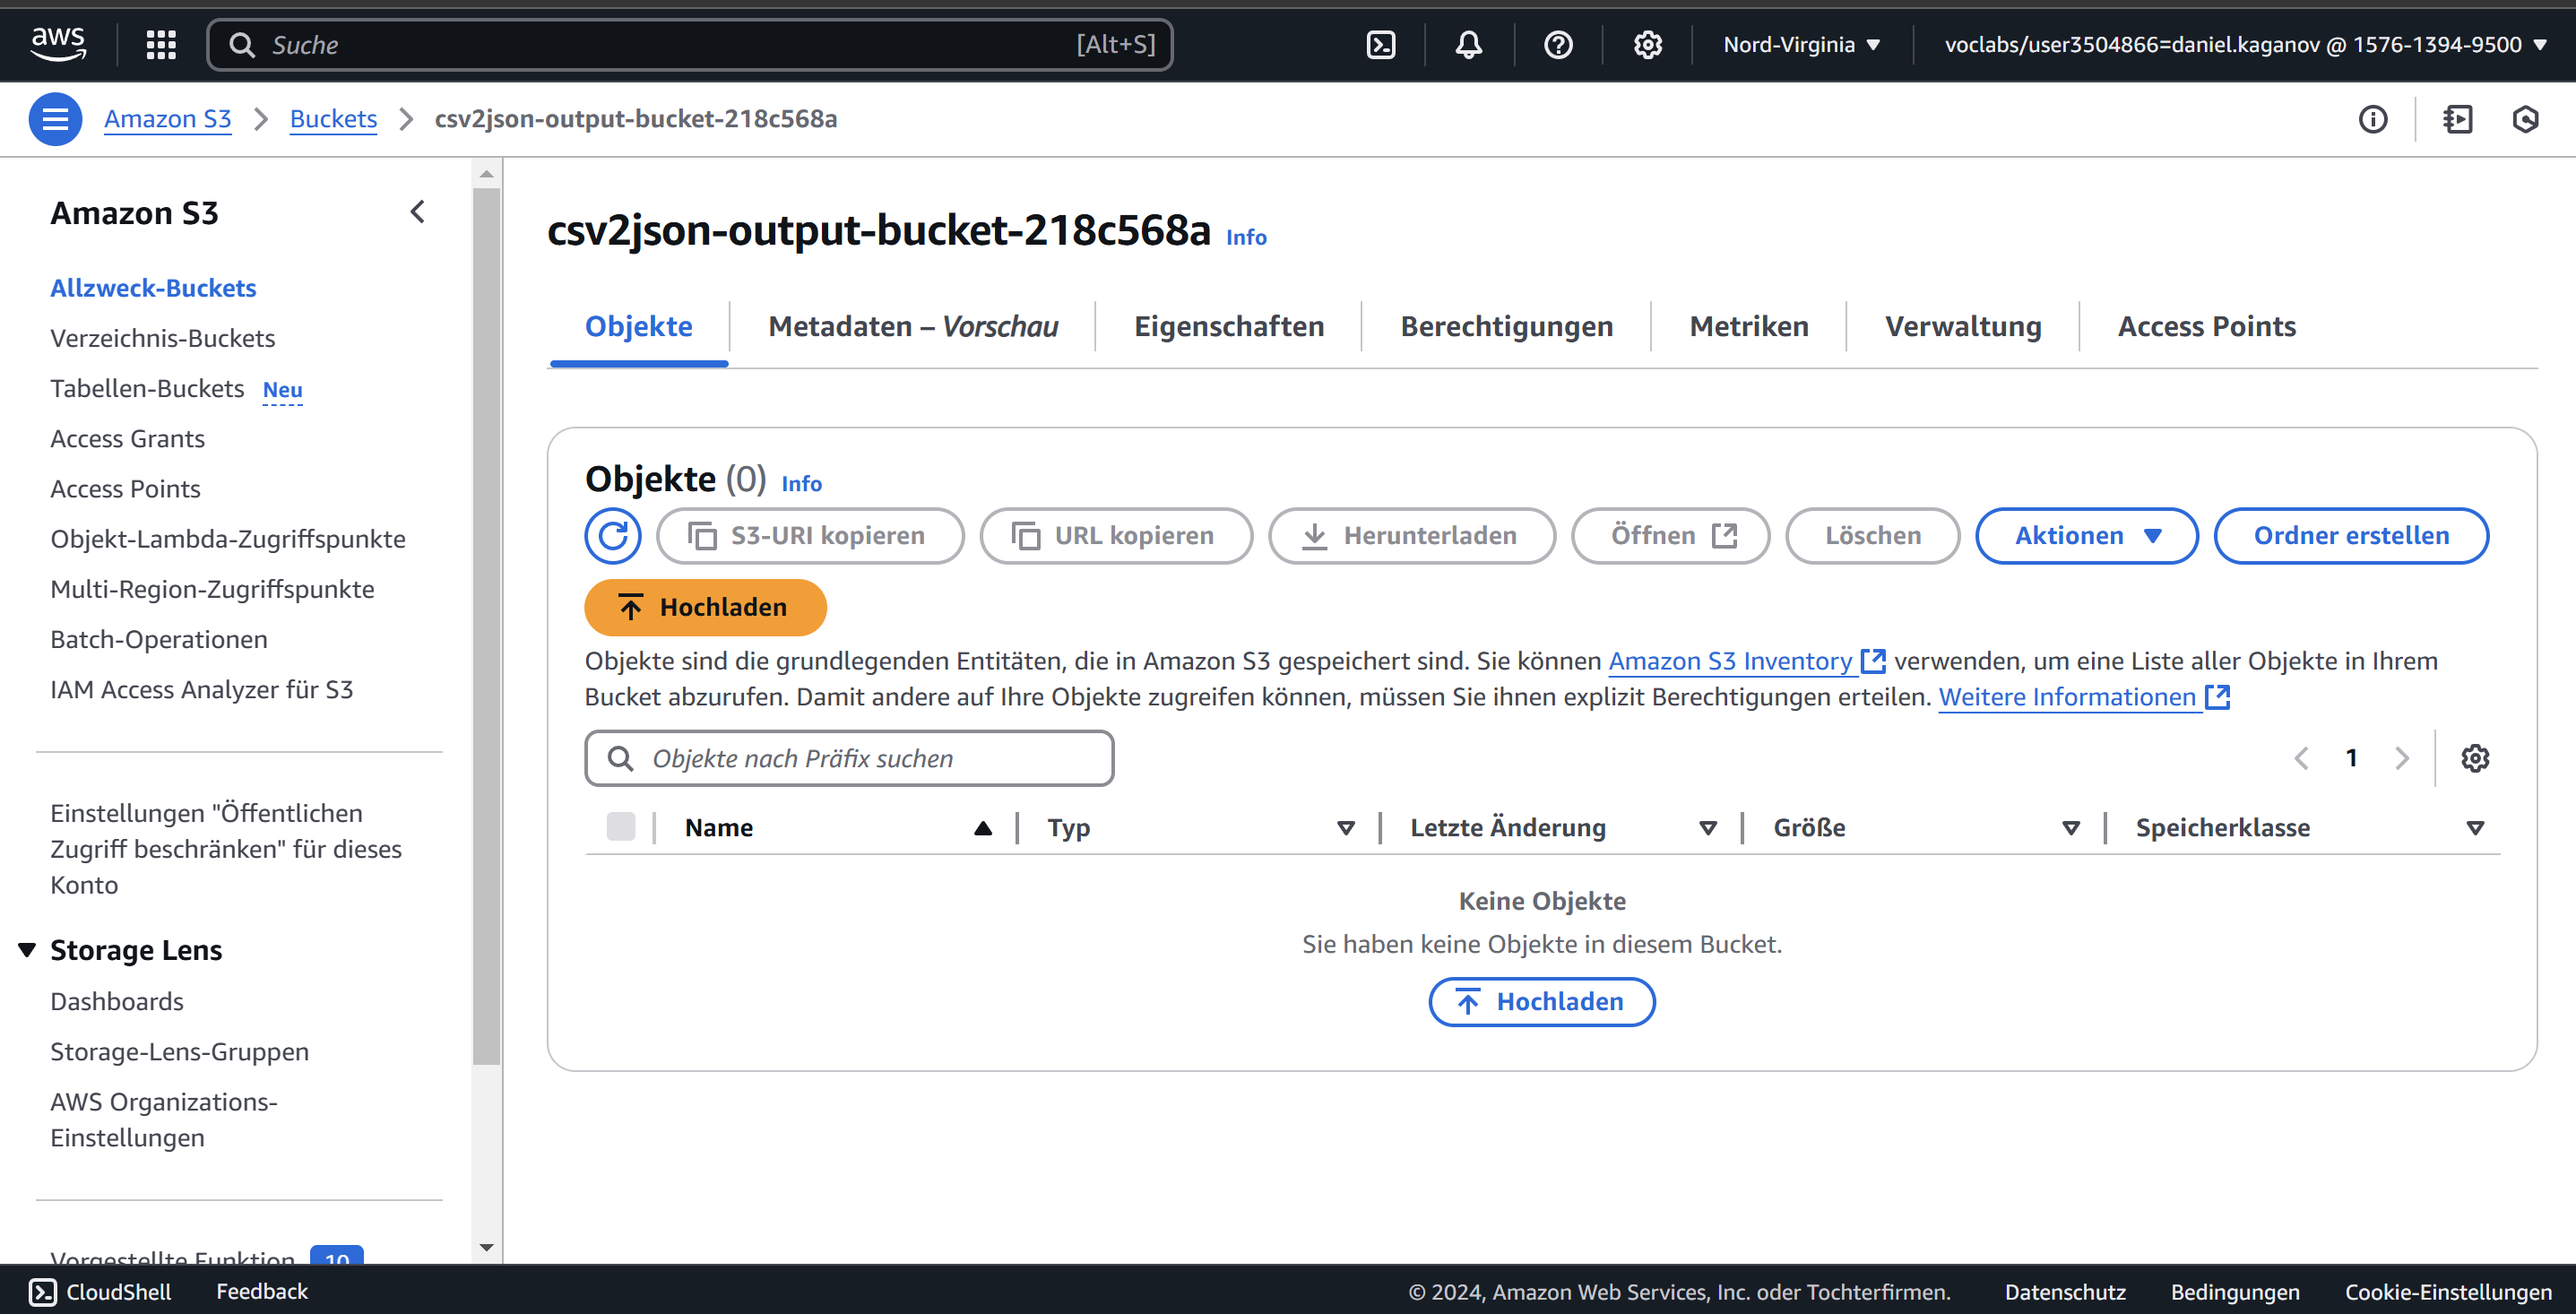 aws
Suche [Alt+S]
Nord-Virginia
voclabs/user3504866=daniel.kaganov @ 1576-1394-9500
Amazon S3 Buckets csv2json-output-bucket-218c568a
Amazon S3
Allzweck-Buckets
Verzeichnis-Buckets
Tabellen-Buckets Neu
Access Grants
Access Points
Objekt-Lambda-Zugriffspunkte
Multi-Region-Zugriffspunkte
Batch-Operationen
IAM Access Analyzer für S3
Einstellungen "Öffentlichen
Zugriff beschränken" für dieses
Konto
Storage Lens
Dashboards
Storage-Lens-Gruppen
AWS Organizations-
Einstellungen
Vorgestellte Funktion 10
csv2json-output-bucket-218c568a Info
Objekte Metadaten – Vorschau Eigenschaften Berechtigungen Metriken Verwaltung Access Points
Objekte (0) Info
S3-URI kopieren URL kopieren Herunterladen Öffnen Löschen Aktionen Ordner erstellen
Hochladen
Objekte sind die grundlegenden Entitäten, die in Amazon S3 gespeichert sind. Sie können Amazon S3 Inventory verwenden, um eine Liste aller Objekte in Ihrem
Bucket abzurufen. Damit andere auf Ihre Objekte zugreifen können, müssen Sie ihnen explizit Berechtigungen erteilen. Weitere Informationen
Objekte nach Präfix suchen
1
Name Typ Letzte Änderung Größe Speicherklasse
Keine Objekte
Sie haben keine Objekte in diesem Bucket.
Hochladen
CloudShell Feedback
© 2024, Amazon Web Services, Inc. oder Tochterfirmen. Datenschutz Bedingungen Cookie-Einstellungen